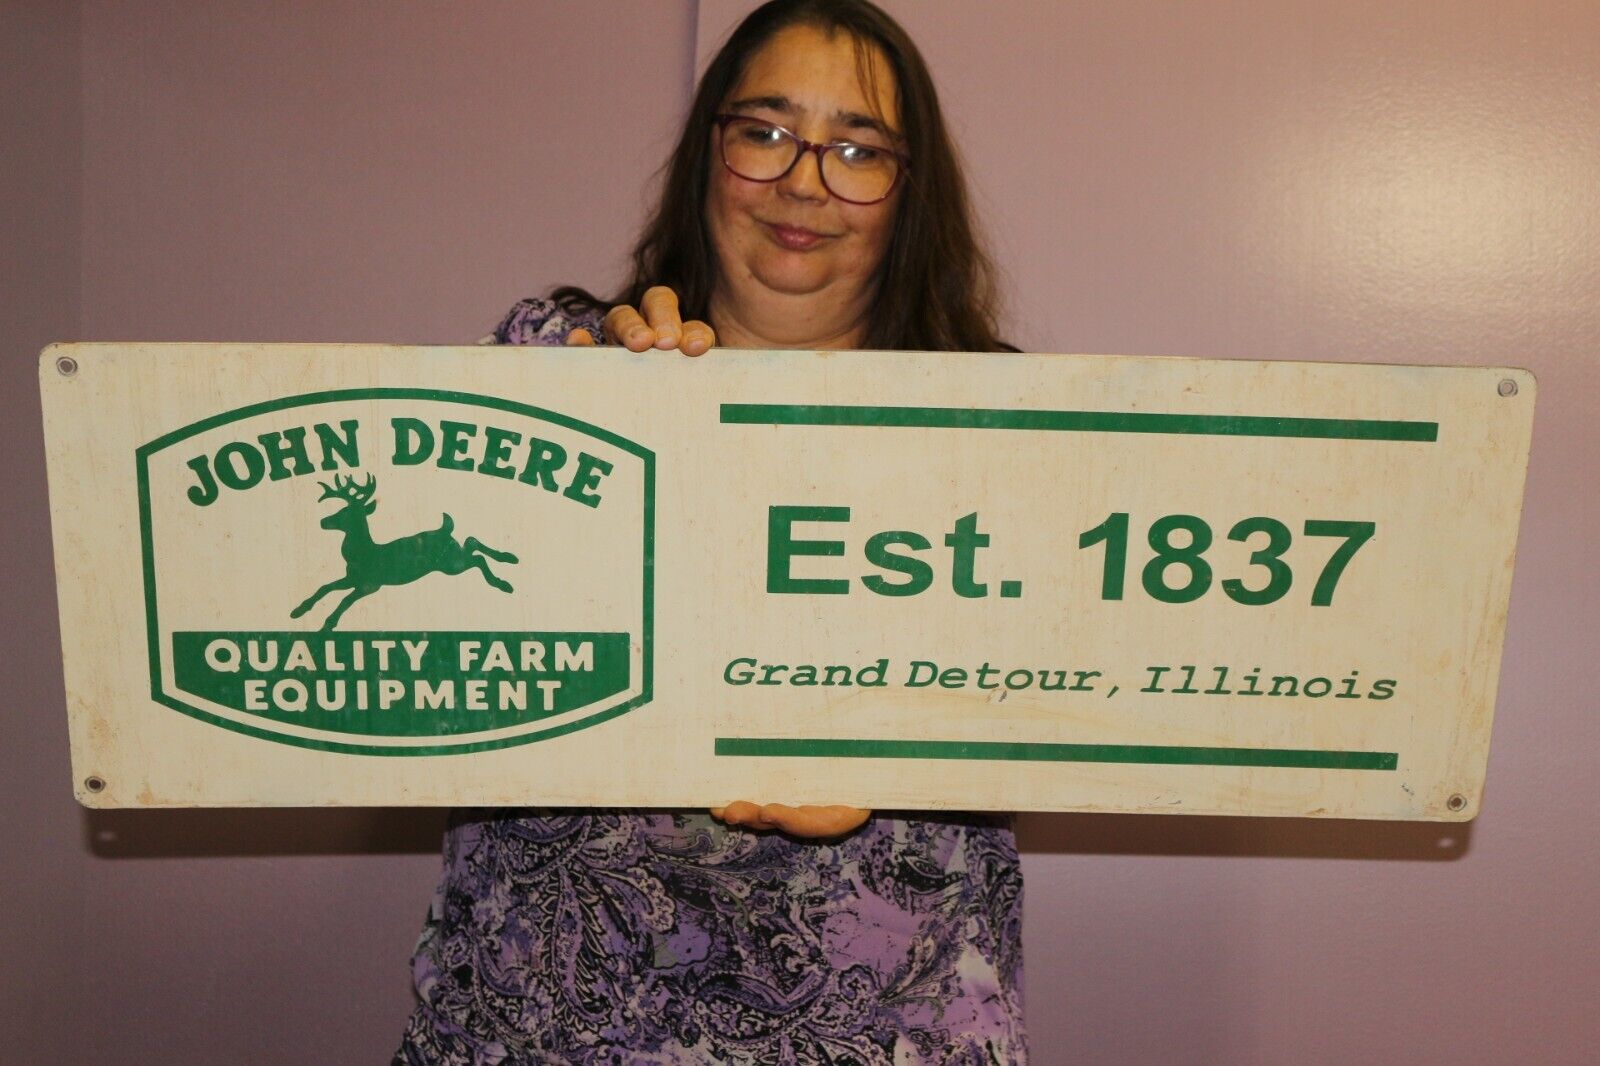 JOHN DEERE
QUALITY FARM
EQUIPMENT
Est. 1837
Grand Detour, Illinois